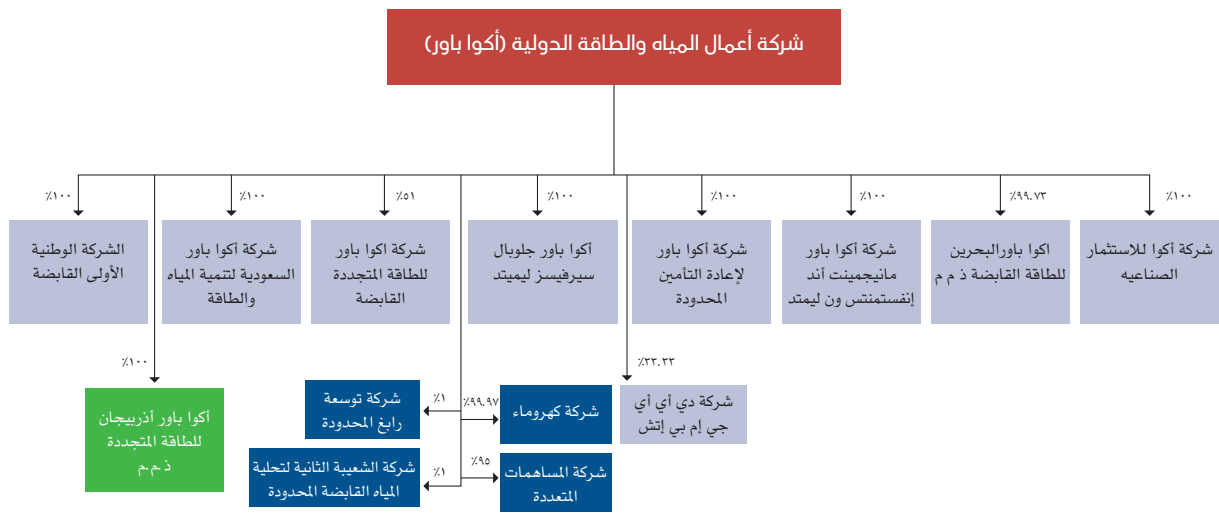 شركة أعمال المياه والطاقة الدولية (أكوا باور)
٪١٠٠
٪٩٩.٧٣
٪١٠٠
٪١٠٠
٪١٠٠
٪٥١
٪١٠٠
٪١٠٠
شركة أكوا للاستثمار
الصناعيه
اكوا باورالبحرين
للطاقة القابضة ذ م م
شركة أكوا باور
مانيجمينت أند
إنفستمنتس ون ليمتد
شركة أكوا باور
لإعادة التأمين
المحدودة
أكوا باور جلوبال
سيرفيسز ليميتد
شركة اكوا باور
للطاقة المتجددة
القابضة
شركة أكوا باور
السعودية لتنمية المياه
والطاقة
الشركة الوطنية
الأولى القابضة
٪٣٣.٣٣
شركة دي أي أي
جي إم بي إتش
٪٩٩.٩٧
شركة كهروماء
٪١
شركة توسعة
رابغ المحدودة
٪٩٥
شركة المساهمات
المتعددة
٪١
شركة الشعيبة الثانية لتحلية
المياه القابضة المحدودة
٪١٠٠
أكوا باور أذربيجان
للطاقة المتجددة
ذ.م.م